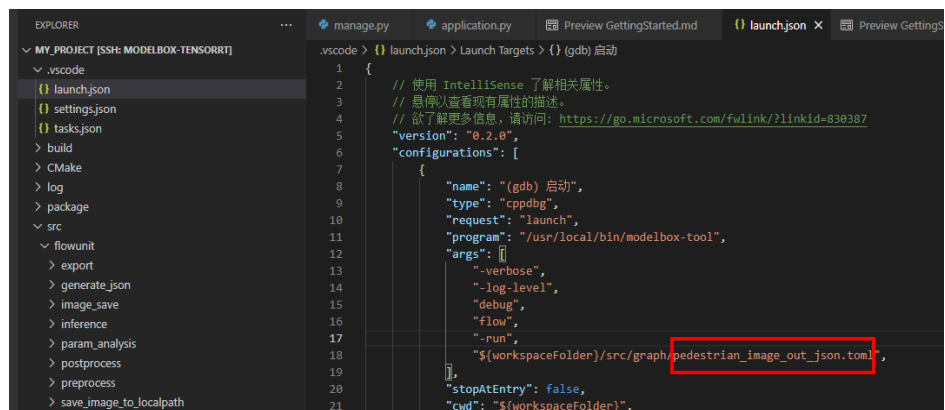 EXPLORER
...
manage.py
application.py
Preview GettingStarted.md
{} launch.json ×
Preview GettingS
MY_PROJECT [SSH: MODELBOX-TENSORRT]
.vscode
{} launch.json
{} settings.json
{} tasks.json
build
CMake
log
package
src
flowunit
export
generate_json
image_save
inference
param_analysis
postprocess
preprocess
save_image_to_localpath
.vscode > {} launch.json > Launch Targets > {} (gdb) 启动
1 {
2 // 使用 IntelliSense 了解相关属性。
3 // 悬停以查看现有属性的描述。
4 // 欲了解更多信息,请访问: https://go.microsoft.com/fwlink/?linkid=830387
5 "version": "0.2.0",
6 "configurations": [
7 {
8 "name": "(gdb) 启动",
9 "type": "cppdbg",
10 "request": "launch",
11 "program": "/usr/local/bin/modelbox-tool",
12 "args": [
13 "-verbose",
14 "-log-level",
15 "debug",
16 "flow",
17 "-run",
18 "${workspaceFolder}/src/graph/pedestrian_image_out_json.toml",
19 ],
20 "stopAtEntry": false,
21 "cwd": "${workspaceFolder}",